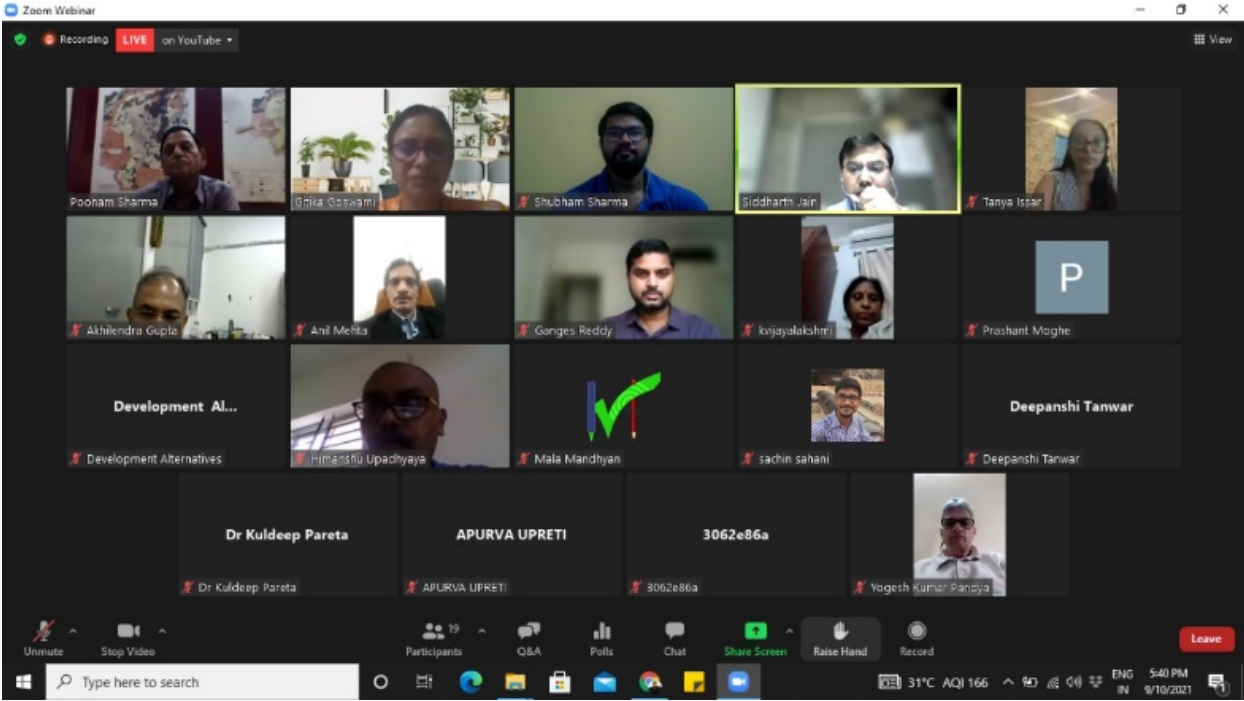 Zoom Webinar
Recording LIVE on YouTube
View
Poonam Sharma
Gitika Goswami
Shubham Sharma
Siddharth Jain
Tanya Issar
Akhilendra Gupta
Anil Mehta
Ganges Reddy
kvijayalakshmi
P
Prashant Moghe
Development Al...
Development Alternatives
Himanshu Upadhyaya
Mala Mandhyan
sachin sahani
Deepanshi Tanwar
Deepanshi Tanwar
Dr Kuldeep Pareta
Dr Kuldeep Pareta
APURVA UPRETI
APURVA UPRETI
3062e86a
3062e86a
Yogesh Kumar Pandya
Unmute
Stop Video
19
Participants
Q&A
Polls
Chat
Share Screen
Raise Hand
Record
Leave
Type here to search
31°C AQI 166
ENG
IN
5:40 PM
9/10/2021
1